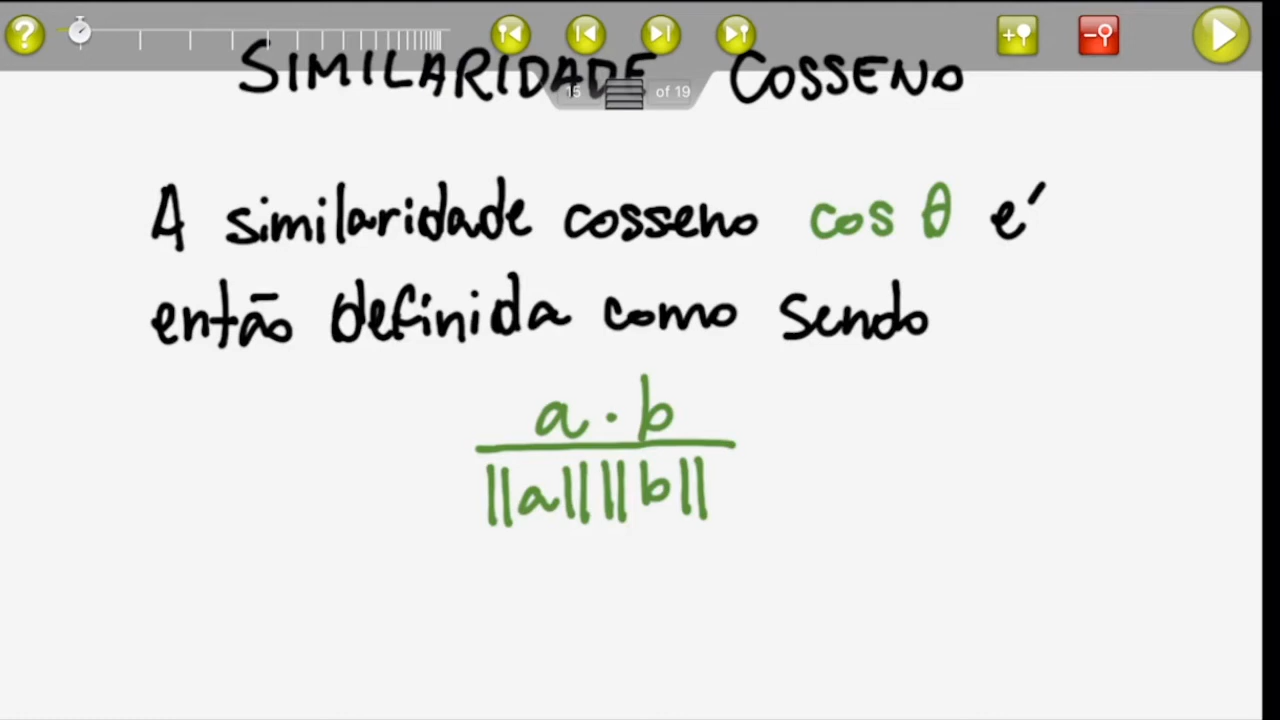 ?
SIMILARIDADE COSSENO
15 of 19
A similaridade cosseno cos θ é
então definida como sendo
a · b
||a|| ||b||